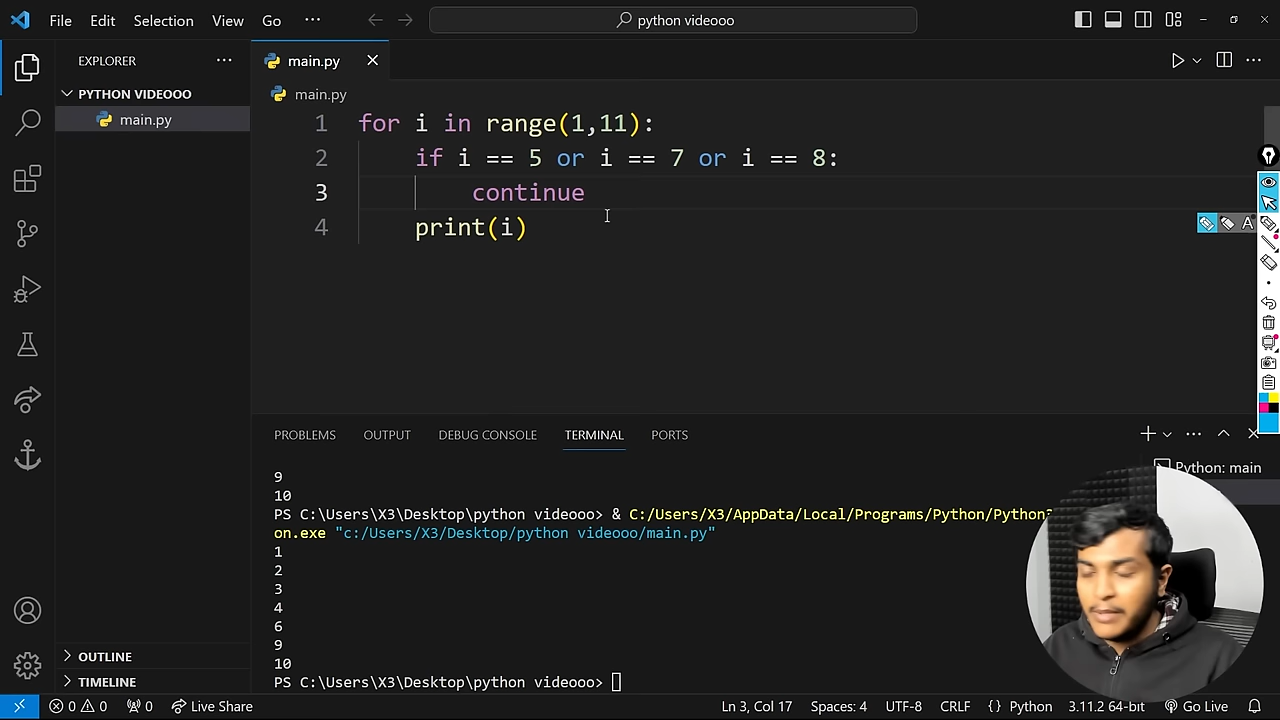 File Edit Selection View Go ··· python videooo
EXPLORER ···
PYTHON VIDEOOO
main.py
main.py
main.py
1 for i in range(1,11):
2 if i == 5 or i == 7 or i == 8:
3 continue
4 print(i)
A
PROBLEMS OUTPUT DEBUG CONSOLE TERMINAL PORTS
Python: main
9
10
PS C:\Users\X3\Desktop\python videooo> & C:/Users/X3/AppData/Local/Programs/Python/Python
on.exe "c:/Users/X3/Desktop/python videooo/main.py"
1
2
3
4
6
9
10
PS C:\Users\X3\Desktop\python videooo>
OUTLINE
TIMELINE
0 0 0 Live Share Ln 3, Col 17 Spaces: 4 UTF-8 CRLF {} Python 3.11.2 64-bit Go Live